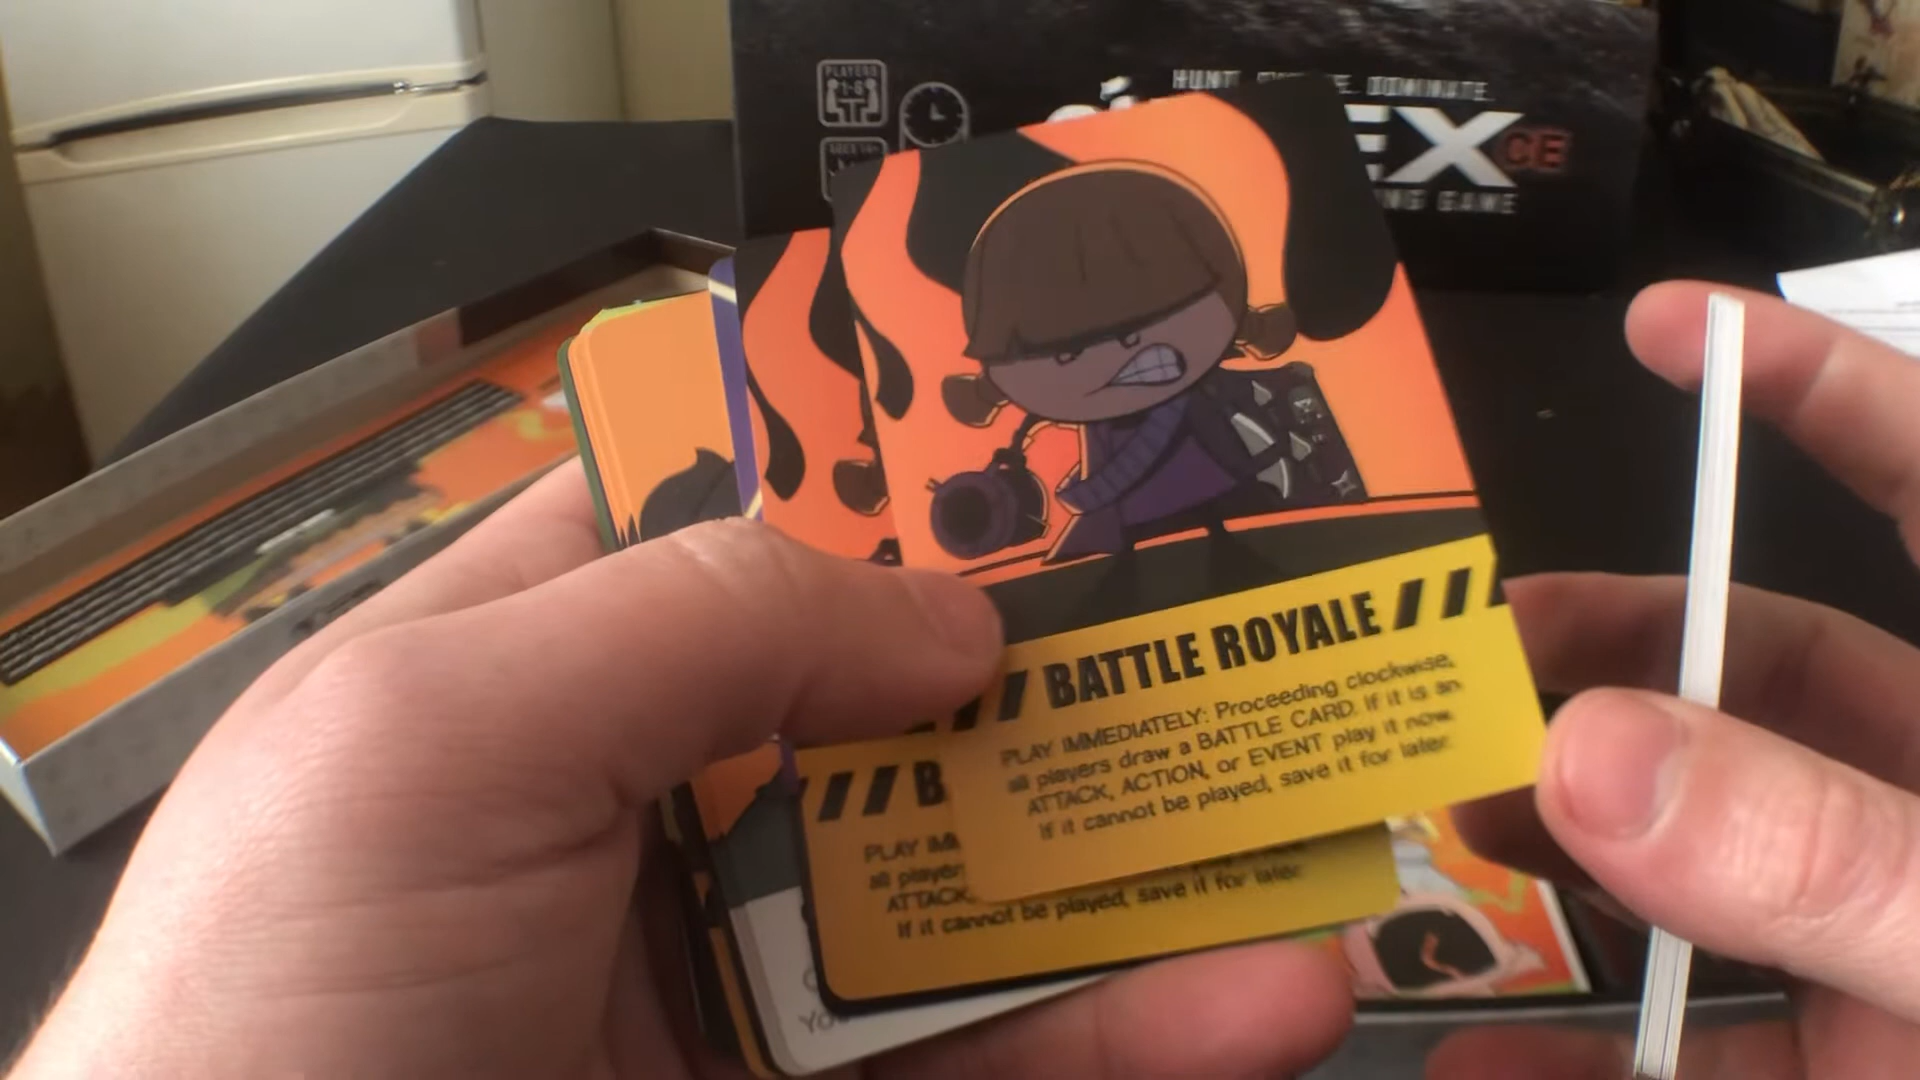 PLAYERS
1-6
HUNT. DOMINATE.
EX CE
NG GAME
BATTLE ROYALE
PLAY IMMEDIATELY: Proceeding clockwise,
all players draw a BATTLE CARD. If it is an
ATTACK, ACTION, or EVENT play it now.
If it cannot be played, save it for later.
B
PLAY IMM
all player
ATTACK,
If it cannot be played, save it for later.